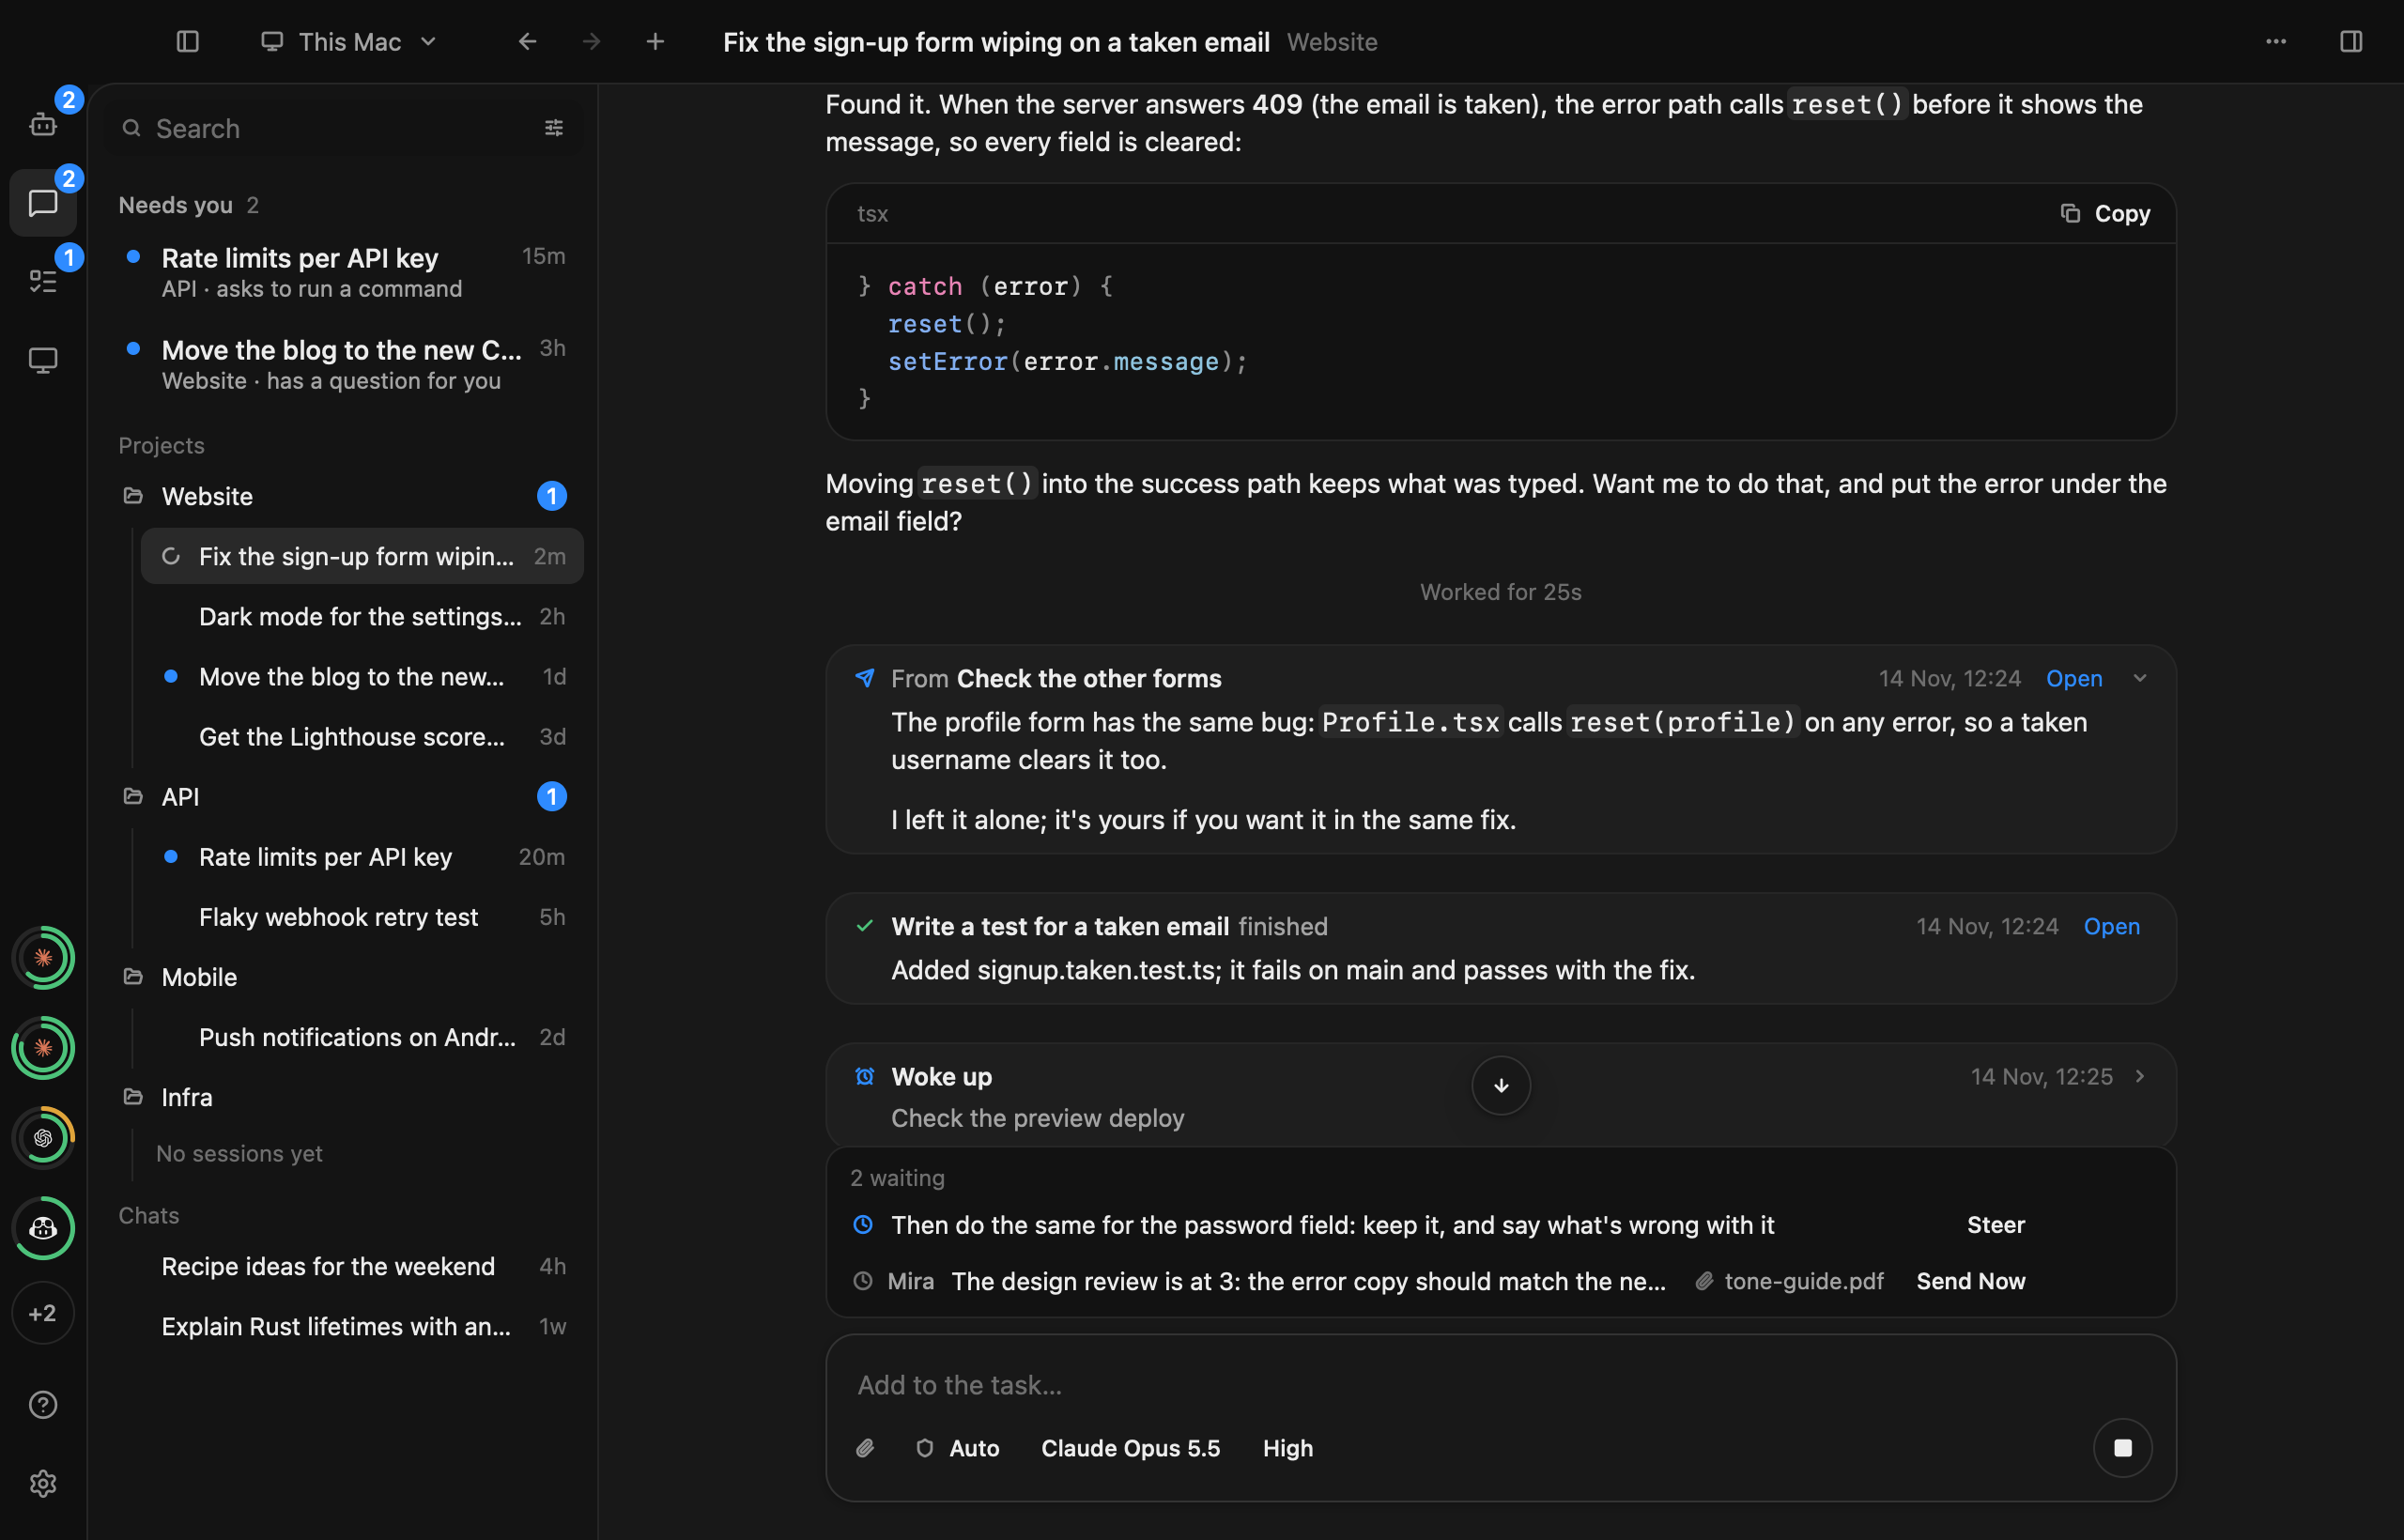 This Mac
Fix the sign-up form wiping on a taken email Website
2
2
1
+2
Search
Needs you 2
Rate limits per API key 15m
API · asks to run a command
Move the blog to the new C... 3h
Website · has a question for you
Projects
Website 1
Fix the sign-up form wipin... 2m
Dark mode for the settings... 2h
Move the blog to the new... 1d
Get the Lighthouse score... 3d
API 1
Rate limits per API key 20m
Flaky webhook retry test 5h
Mobile
Push notifications on Andr... 2d
Infra
No sessions yet
Chats
Recipe ideas for the weekend 4h
Explain Rust lifetimes with an... 1w
Found it. When the server answers 409 (the email is taken), the error path calls reset() before it shows the
message, so every field is cleared:
tsx Copy
} catch (error) {
reset();
setError(error.message);
}
Moving reset() into the success path keeps what was typed. Want me to do that, and put the error under the
email field?
Worked for 25s
From Check the other forms 14 Nov, 12:24 Open
The profile form has the same bug: Profile.tsx calls reset(profile) on any error, so a taken
username clears it too.
I left it alone; it's yours if you want it in the same fix.
Write a test for a taken email finished 14 Nov, 12:24 Open
Added signup.taken.test.ts; it fails on main and passes with the fix.
Woke up 14 Nov, 12:25
Check the preview deploy
2 waiting
Then do the same for the password field: keep it, and say what's wrong with it Steer
Mira The design review is at 3: the error copy should match the ne... tone-guide.pdf Send Now
Add to the task...
Auto Claude Opus 5.5 High